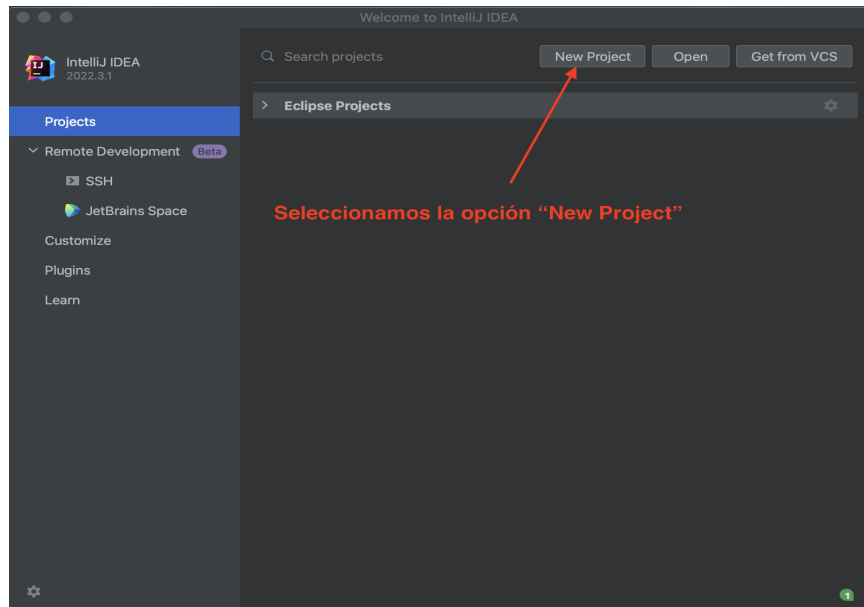 Welcome to IntelliJ IDEA
IntelliJ IDEA
2022.3.1
Search projects
New Project
Open
Get from VCS
Projects
Eclipse Projects
Remote Development Beta
SSH
JetBrains Space
Customize
Plugins
Learn
Seleccionamos la opción “New Project”
1